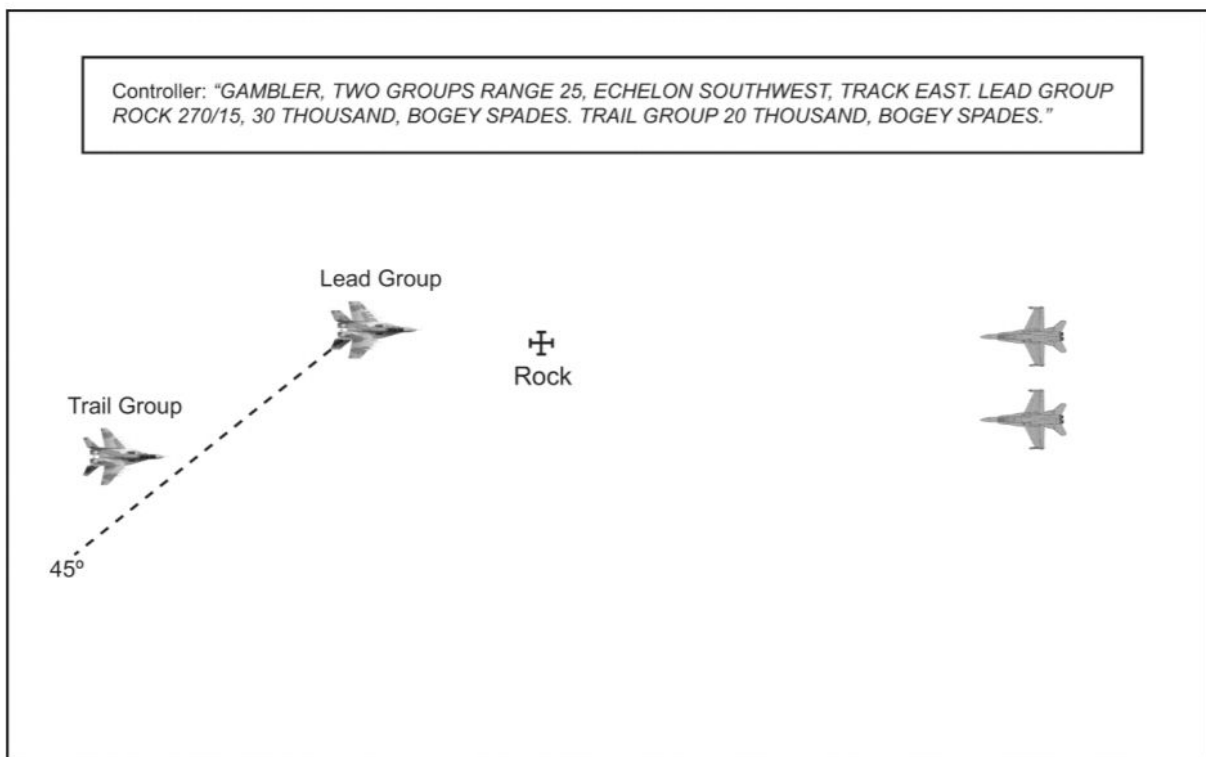 Controller: “GAMBLER, TWO GROUPS RANGE 25, ECHELON SOUTHWEST, TRACK EAST. LEAD GROUP
ROCK 270/15, 30 THOUSAND, BOGEY SPADES. TRAIL GROUP 20 THOUSAND, BOGEY SPADES.”
Lead Group
Rock
Trail Group
45º